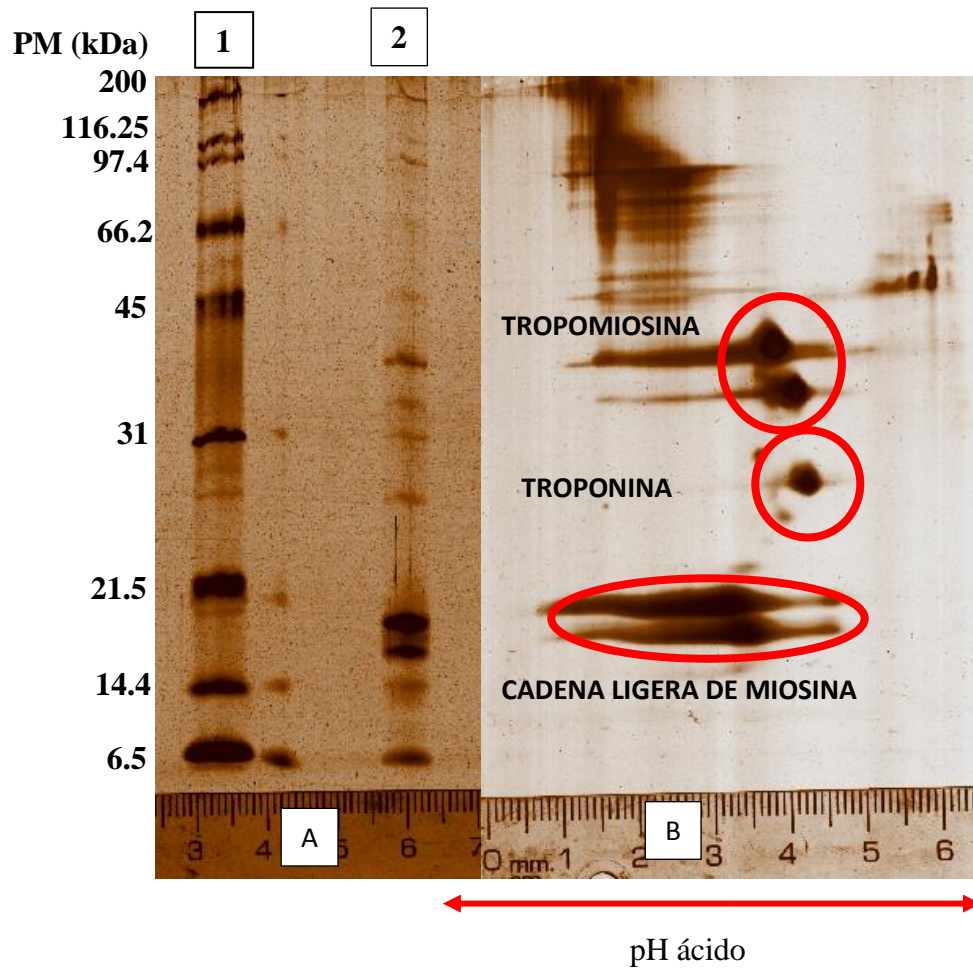 1
2
PM (kDa)
200
116.25
97.4
66.2
45
31
21.5
14.4
6.5
TROPOMIOSINA
TROPONINA
CADENA LIGERA DE MIOSINA
A
B
3 4 5 6 7
0 mm. 1 2 3 4 5 6
pH ácido